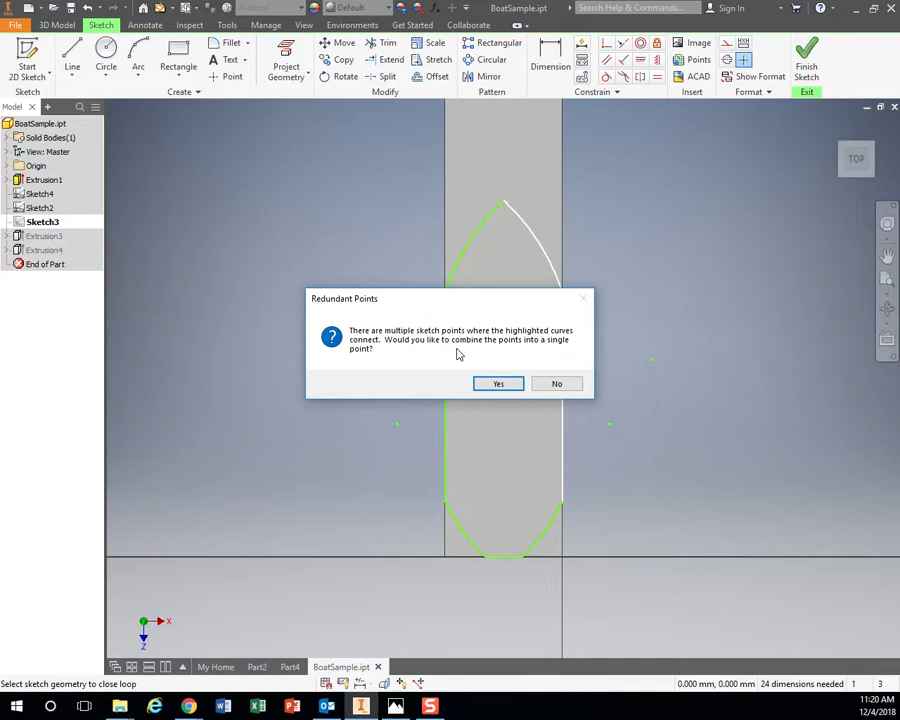 Material
Default
BoatSample.ipt
Search Help & Commands...
Sign In
File
3D Model
Sketch
Annotate
Inspect
Tools
Manage
View
Environments
Get Started
Collaborate
Start
2D Sketch
Line
Circle
Arc
Rectangle
Fillet
Text
Point
Project
Geometry
Move
Copy
Rotate
Trim
Extend
Split
Scale
Stretch
Offset
Rectangular
Circular
Mirror
Dimension
Image
Points
ACAD
Show Format
Finish
Sketch
Create
Modify
Pattern
Constrain
Insert
Format
Exit
Model
BoatSample.ipt
Solid Bodies(1)
View: Master
Origin
Extrusion1
Sketch4
Sketch2
Sketch3
Extrusion3
Extrusion4
End of Part
TOP
Redundant Points
There are multiple sketch points where the highlighted curves
connect. Would you like to combine the points into a single
point?
Yes
No
X
Z
My Home
Part2
Part4
BoatSample.ipt
Select sketch geometry to close loop
0.000 mm, 0.000 mm
24 dimensions needed
1
3
11:20 AM
12/4/2018